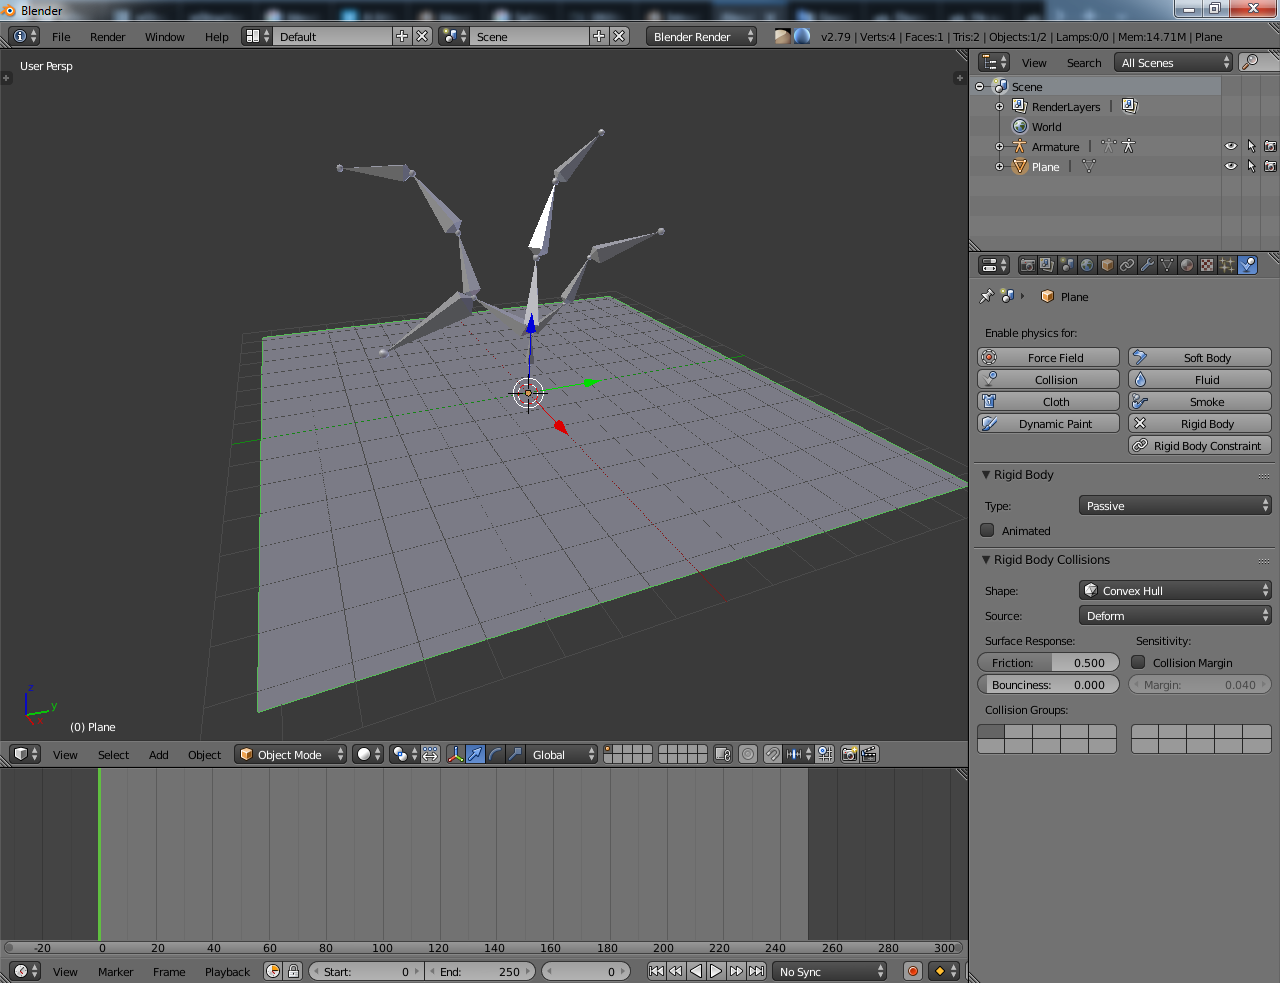 Blender
File Render Window Help Default Scene Blender Render v2.79 | Verts:4 | Faces:1 | Tris:2 | Objects:1/2 | Lamps:0/0 | Mem:14.71M | Plane
User Persp
View Search All Scenes
Scene
RenderLayers
World
Armature
Plane
Plane
Enable physics for:
Force Field Soft Body
Collision Fluid
Cloth Smoke
Dynamic Paint Rigid Body
Rigid Body Constraint
Rigid Body
Type: Passive
Animated
Rigid Body Collisions
Shape: Convex Hull
Source: Deform
Surface Response: Sensitivity:
Friction: 0.500 Collision Margin
Bounciness: 0.000 Margin: 0.040
Collision Groups:
z
y
(0) Plane
View Select Add Object Object Mode Global
-20 0 20 40 60 80 100 120 140 160 180 200 220 240 260 280 300
View Marker Frame Playback Start: 0 End: 250 0 No Sync